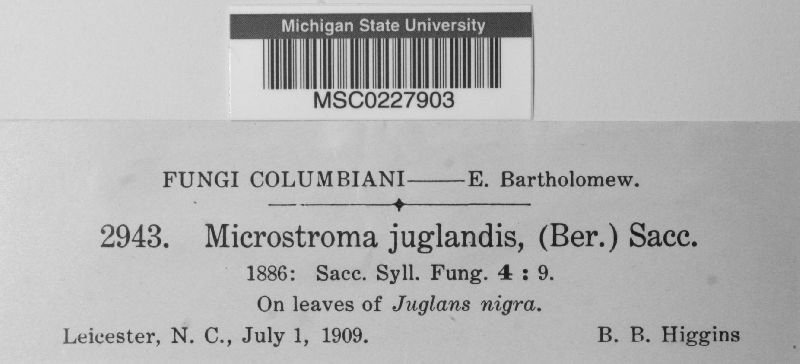 Michigan State University
MSC0227903
FUNGI COLUMBIANI—E. Bartholomew.
2943. Microstroma juglandis, (Ber.) Sacc.
1886: Sacc. Syll. Fung. 4 : 9.
On leaves of Juglans nigra.
Leicester, N. C., July 1, 1909. B. B. Higgins